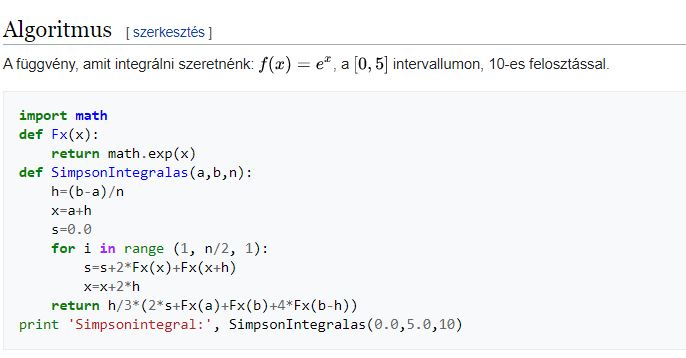 Algoritmus [ szerkesztés ]
A függvény, amit integrálni szeretnénk: f(x) = eˣ, a [0, 5] intervallumon, 10-es felosztással.
import math
def Fx(x):
    return math.exp(x)
def SimpsonIntegralas(a,b,n):
    h=(b-a)/n
    x=a+h
    s=0.0
    for i in range (1, n/2, 1):
        s=s+2*Fx(x)+Fx(x+h)
        x=x+2*h
    return h/3*(2*s+Fx(a)+Fx(b)+4*Fx(b-h))
print 'Simpsonintegral:', SimpsonIntegralas(0.0,5.0,10)